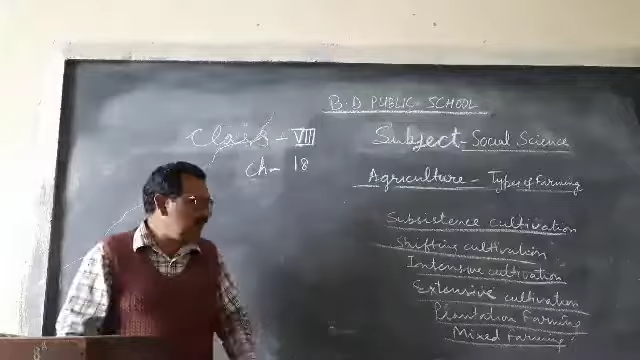 B.D PUBLIC SCHOOL
Class - VIII
Subject - Social Science
Ch - 18
Agriculture - Types of Farming
Subsistence cultivation
Shifting cultivation
Intensive cultivation
Extensive cultivation
Plantation Farming
Mixed Farming